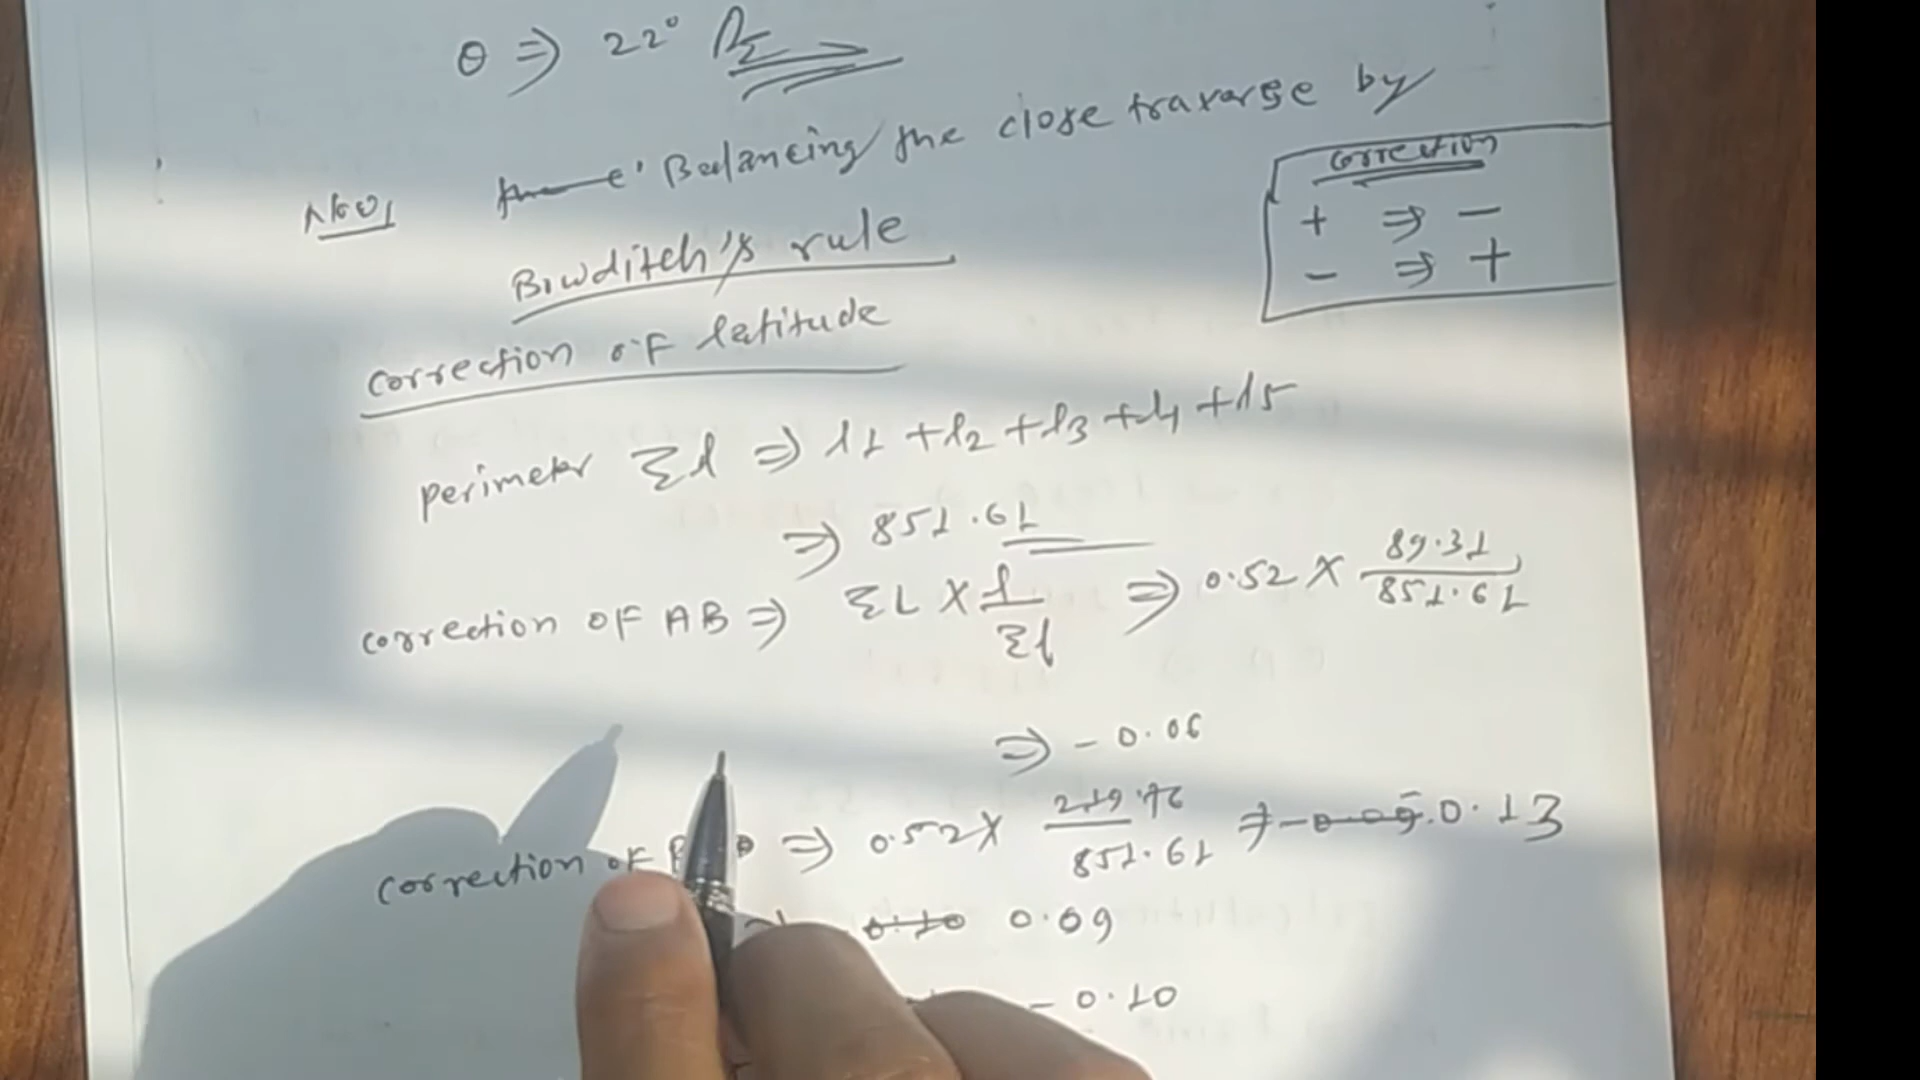 θ ⇒ 22°
Now Balancing the close traverse by
Bowditch's rule
correction
+ ⇒ −
− ⇒ +
correction of latitude
perimeter Σl ⇒ l1 + l2 + l3 + l4 + l5
⇒ 851.61
correction of AB ⇒ ΣL × l/Σl ⇒ 0.52 × 89.31/851.61
⇒ - 0.06
correction of ⇒ 0.52 × 219.76/851.61 ⇒ -0.13
0.09
- 0.10